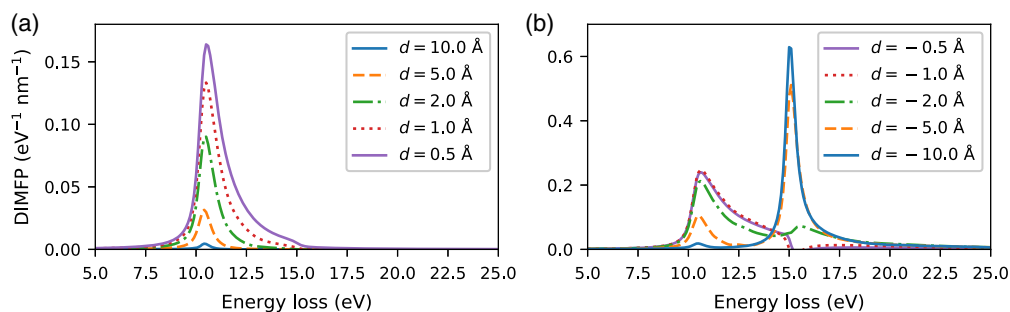 (a)
DIMFP (eV⁻¹ nm⁻¹)
0.15
0.10
0.05
0.00
d = 10.0 Å
d = 5.0 Å
d = 2.0 Å
d = 1.0 Å
d = 0.5 Å
5.0 7.5 10.0 12.5 15.0 17.5 20.0 22.5 25.0
Energy loss (eV)
(b)
0.6
0.4
0.2
0.0
d = −0.5 Å
d = −1.0 Å
d = −2.0 Å
d = −5.0 Å
d = −10.0 Å
5.0 7.5 10.0 12.5 15.0 17.5 20.0 22.5 25.0
Energy loss (eV)